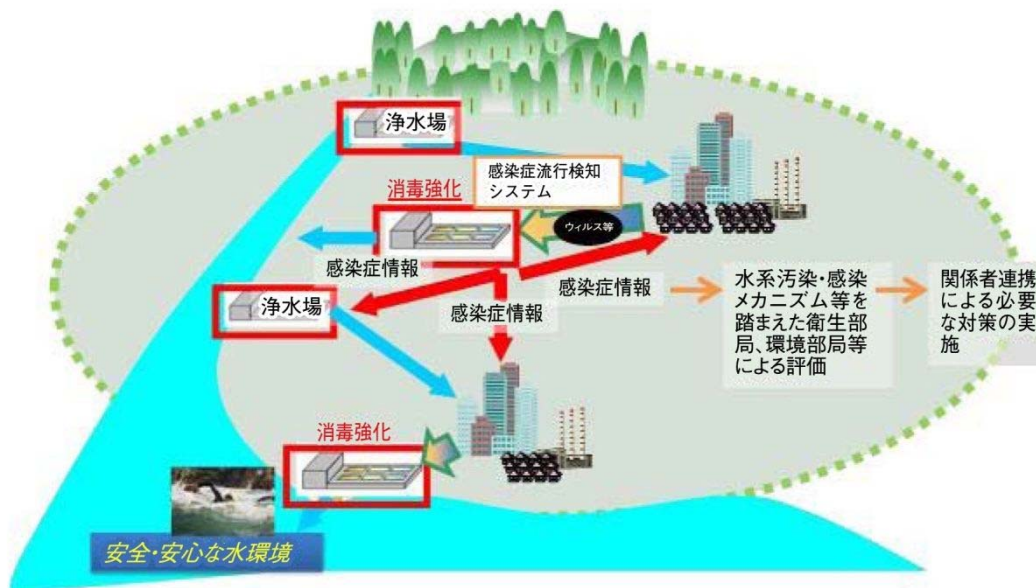 浄水場
感染症流行検知
システム
消毒強化
ウィルス等
感染症情報
浄水場
感染症情報
感染症情報
水系汚染・感染
メカニズム等を
踏まえた衛生部
局、環境部局等
による評価
関係者連携
による必要
な対策の実
施
消毒強化
安全・安心な水環境